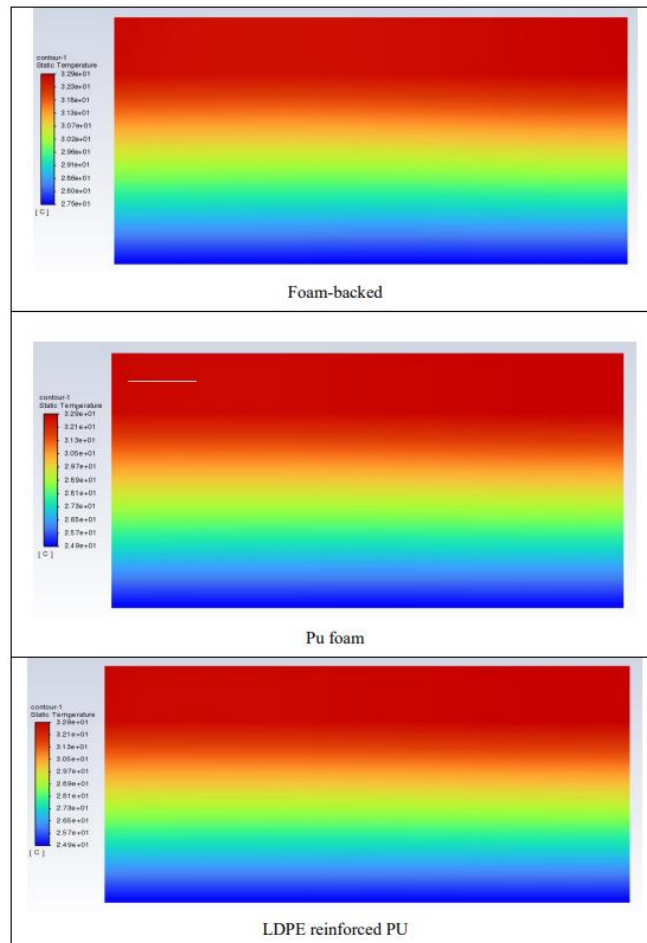 contour-1
Static Temperature
3.29e+01
3.23e+01
3.18e+01
3.13e+01
3.07e+01
3.02e+01
2.96e+01
2.91e+01
2.86e+01
2.80e+01
2.75e+01
[ C ]
Foam-backed
contour-1
Static Temperature
3.29e+01
3.21e+01
3.13e+01
3.05e+01
2.97e+01
2.89e+01
2.81e+01
2.73e+01
2.65e+01
2.57e+01
2.49e+01
[ C ]
Pu foam
contour-1
Static Temperature
3.29e+01
3.21e+01
3.13e+01
3.05e+01
2.97e+01
2.89e+01
2.81e+01
2.73e+01
2.65e+01
2.57e+01
2.49e+01
[ C ]
LDPE reinforced PU